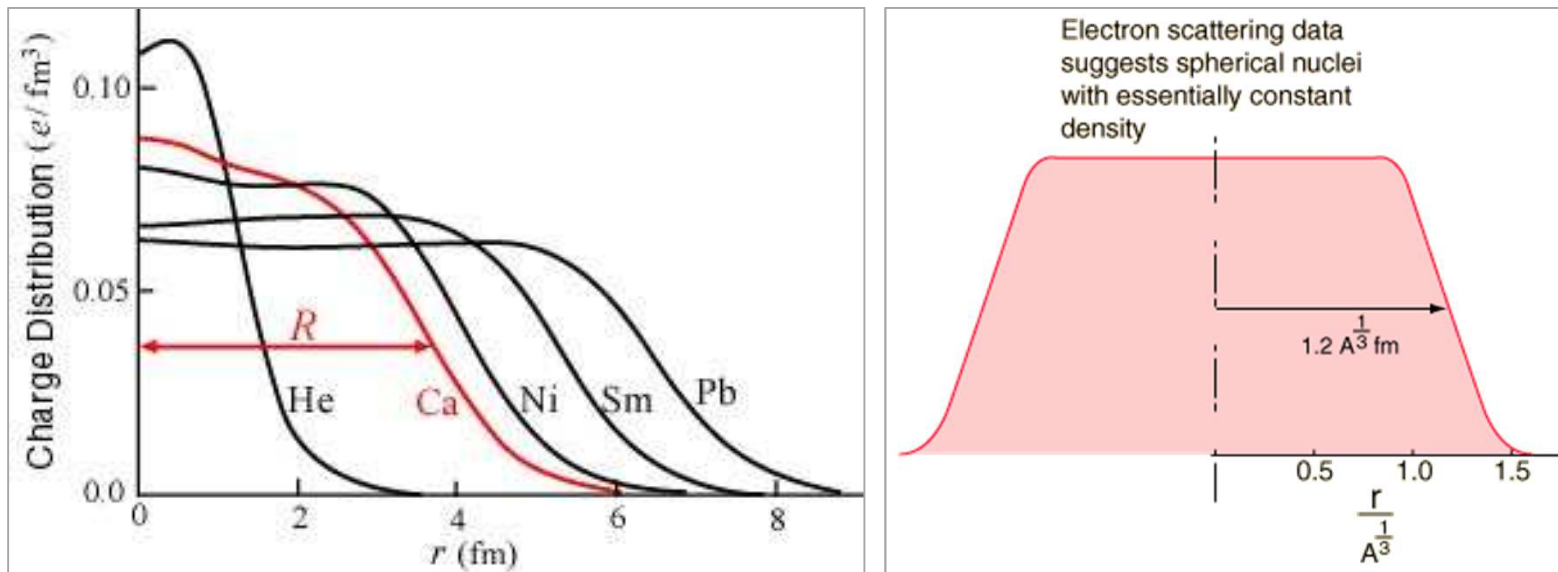 Charge Distribution (e/fm³)
0.10
0.05
0.0
R
He
Ca
Ni
Sm
Pb
0
2
4
6
8
r (fm)
Electron scattering data
suggests spherical nuclei
with essentially constant
density
1.2 A^1/3 fm
0.5
1.0
1.5
r
A^1/3